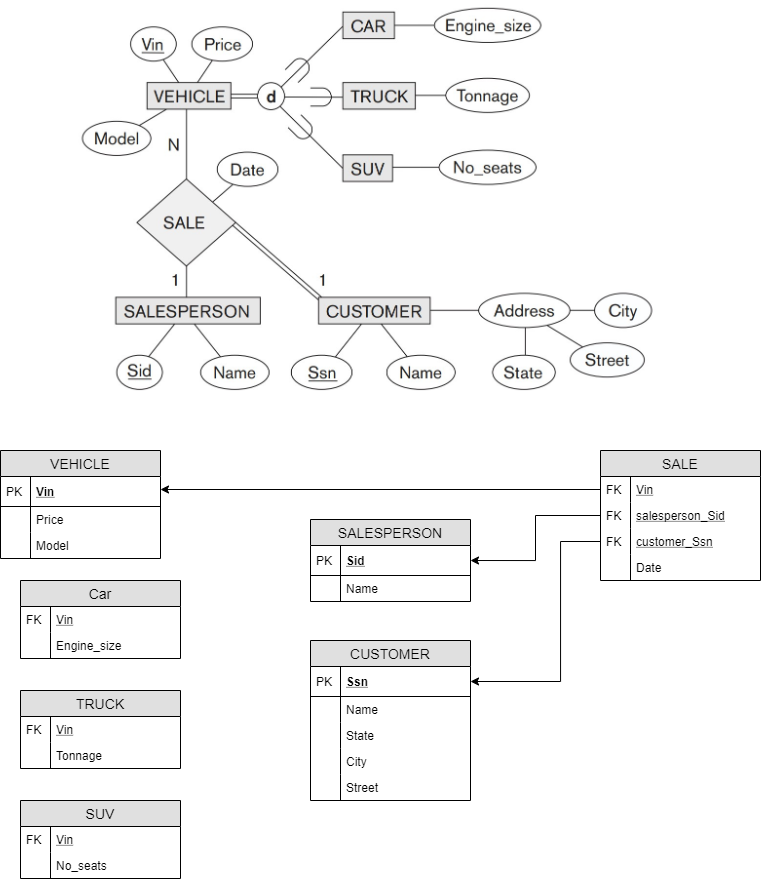 CAR
Engine_size
Vin
Price
VEHICLE
d
TRUCK
Tonnage
Model
N
Date
SUV
No_seats
SALE
1
1
SALESPERSON
CUSTOMER
Address
City
Sid
Name
Ssn
Name
State
Street
VEHICLE
PK Vin
Price
Model
SALE
FK Vin
FK salesperson_Sid
FK customer_Ssn
Date
SALESPERSON
PK Sid
Name
Car
FK Vin
Engine_size
CUSTOMER
PK Ssn
Name
State
City
Street
TRUCK
FK Vin
Tonnage
SUV
FK Vin
No_seats